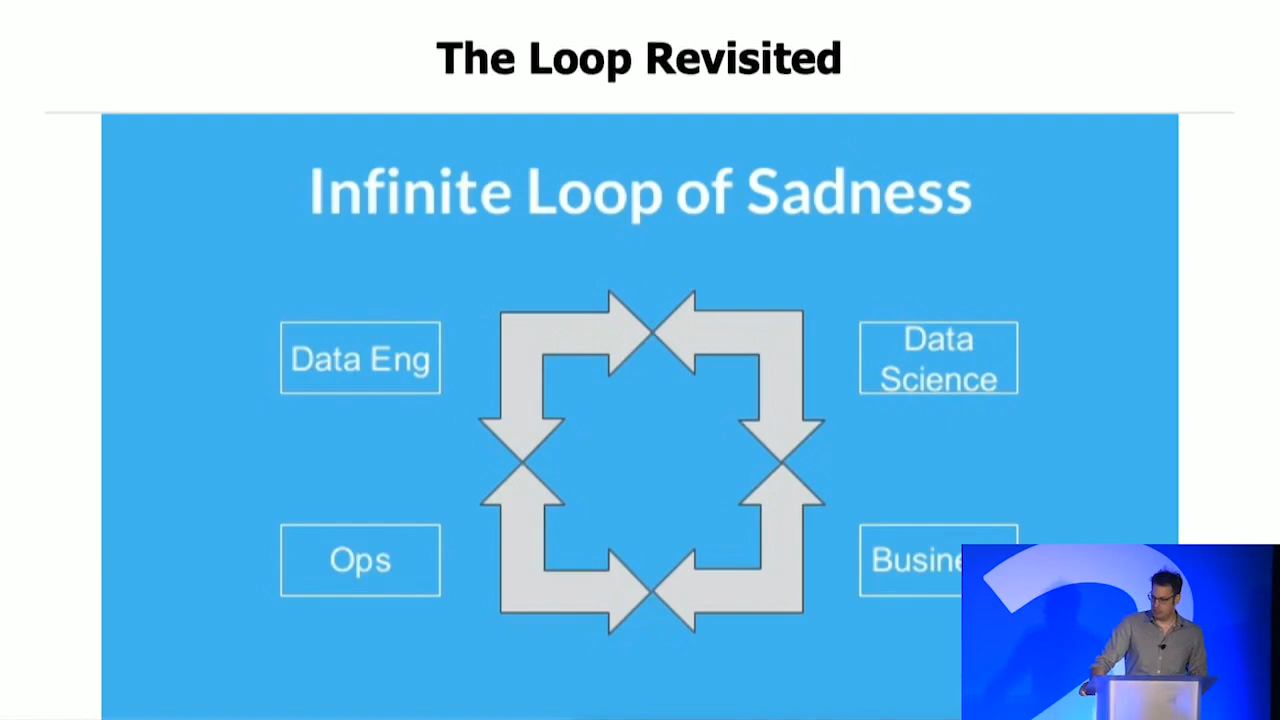 The Loop Revisited
Infinite Loop of Sadness
Data Eng
Data
Science
Ops